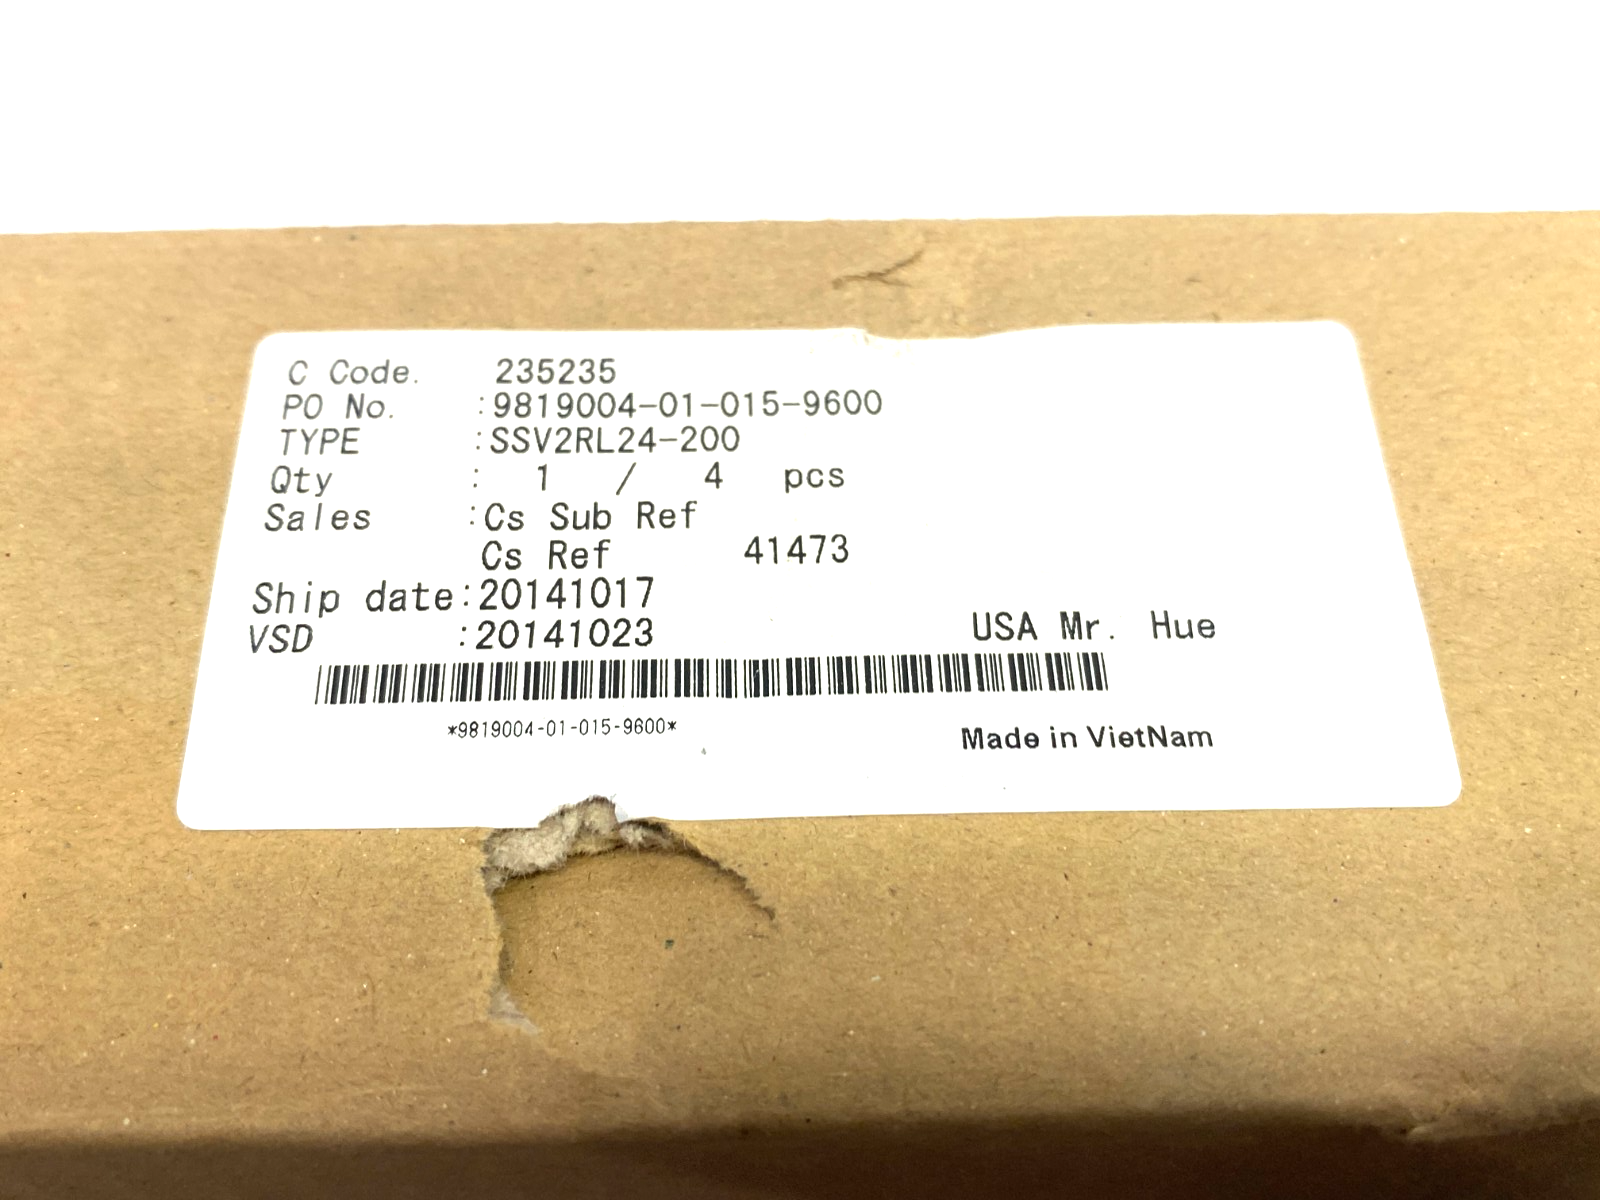 C Code. 235235
PO No. :9819004-01-015-9600
TYPE :SSV2RL24-200
Qty : 1 / 4 pcs
Sales :Cs Sub Ref
Cs Ref 41473
Ship date:20141017
VSD :20141023 USA Mr. Hue
*9819004-01-015-9600*
Made in VietNam